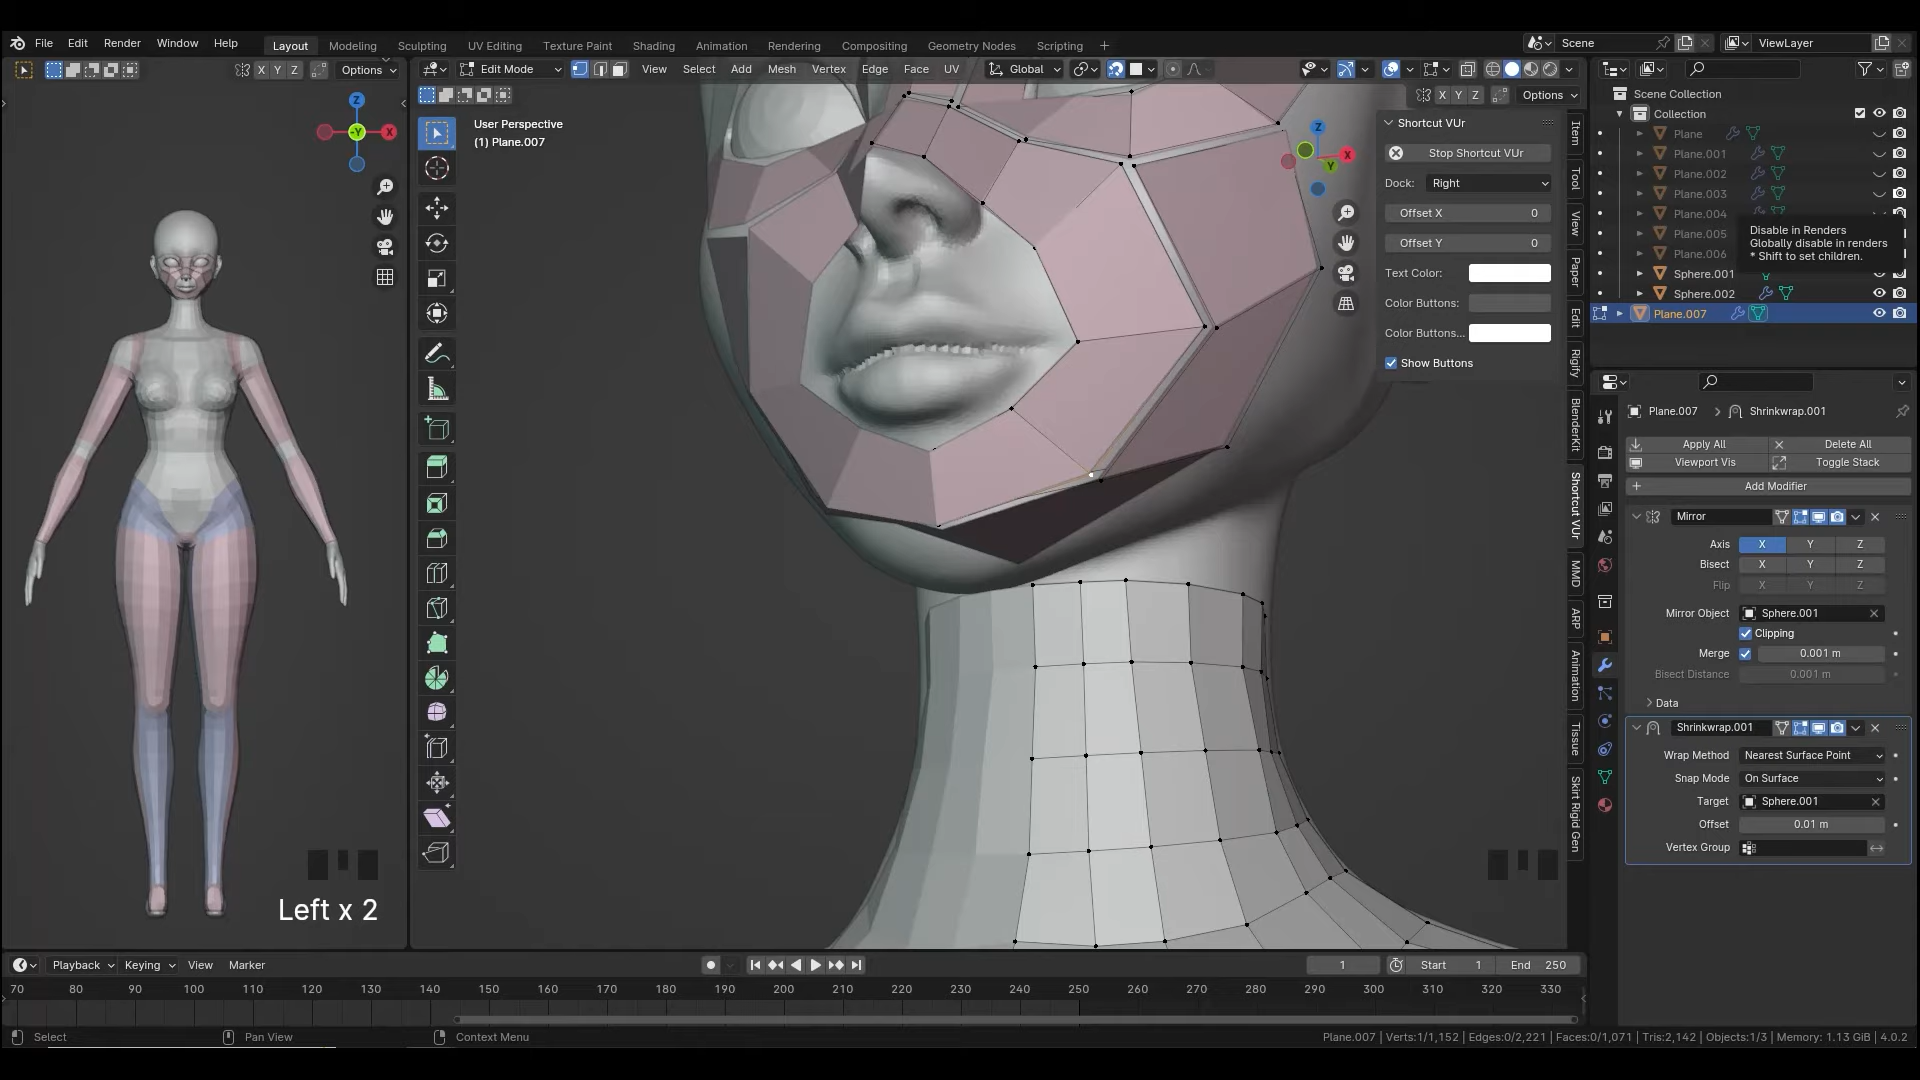 File Edit Render Window Help Layout Modeling Sculpting UV Editing Texture Paint Shading Animation Rendering Compositing Geometry Nodes Scripting + Scene ViewLayer
X Y Z Options Edit Mode View Select Add Mesh Vertex Edge Face UV Global
X Y Z Options
Scene Collection
Collection
Plane
Plane.001
Plane.002
Plane.003
Plane.004
Plane.005
Plane.006
Sphere.001
Sphere.002
Plane.007
Disable in Renders
Globally disable in renders
* Shift to set children.
Z
-Y X
User Perspective
(1) Plane.007
Z
X
Y
Shortcut VUr
Stop Shortcut VUr
Dock: Right
Offset X 0
Offset Y 0
Text Color:
Color Buttons:
Color Buttons...
Show Buttons
Item
Tool
View
Paper
Edit
Rigify
BlenderKit
Shortcut VUr
MMD
ARP
Animation
Tissue
Skirt Rigid Gen
Plane.007 > Shrinkwrap.001
Apply All Delete All
Viewport Vis Toggle Stack
Add Modifier
Mirror
Axis X Y Z
Bisect X Y Z
Flip X Y Z
Mirror Object Sphere.001
Clipping
Merge 0.001 m
Bisect Distance 0.001 m
Data
Shrinkwrap.001
Wrap Method Nearest Surface Point
Snap Mode On Surface
Target Sphere.001
Offset 0.01 m
Vertex Group
Left x 2
Playback Keying View Marker 1 Start 1 End 250
70 80 90 100 110 120 130 140 150 160 170 180 190 200 210 220 230 240 250 260 270 280 290 300 310 320 330
Select Pan View Context Menu Plane.007 | Verts:1/1,152 | Edges:0/2,221 | Faces:0/1,071 | Tris:2,142 | Objects:1/3 | Memory: 1.13 GiB | 4.0.2